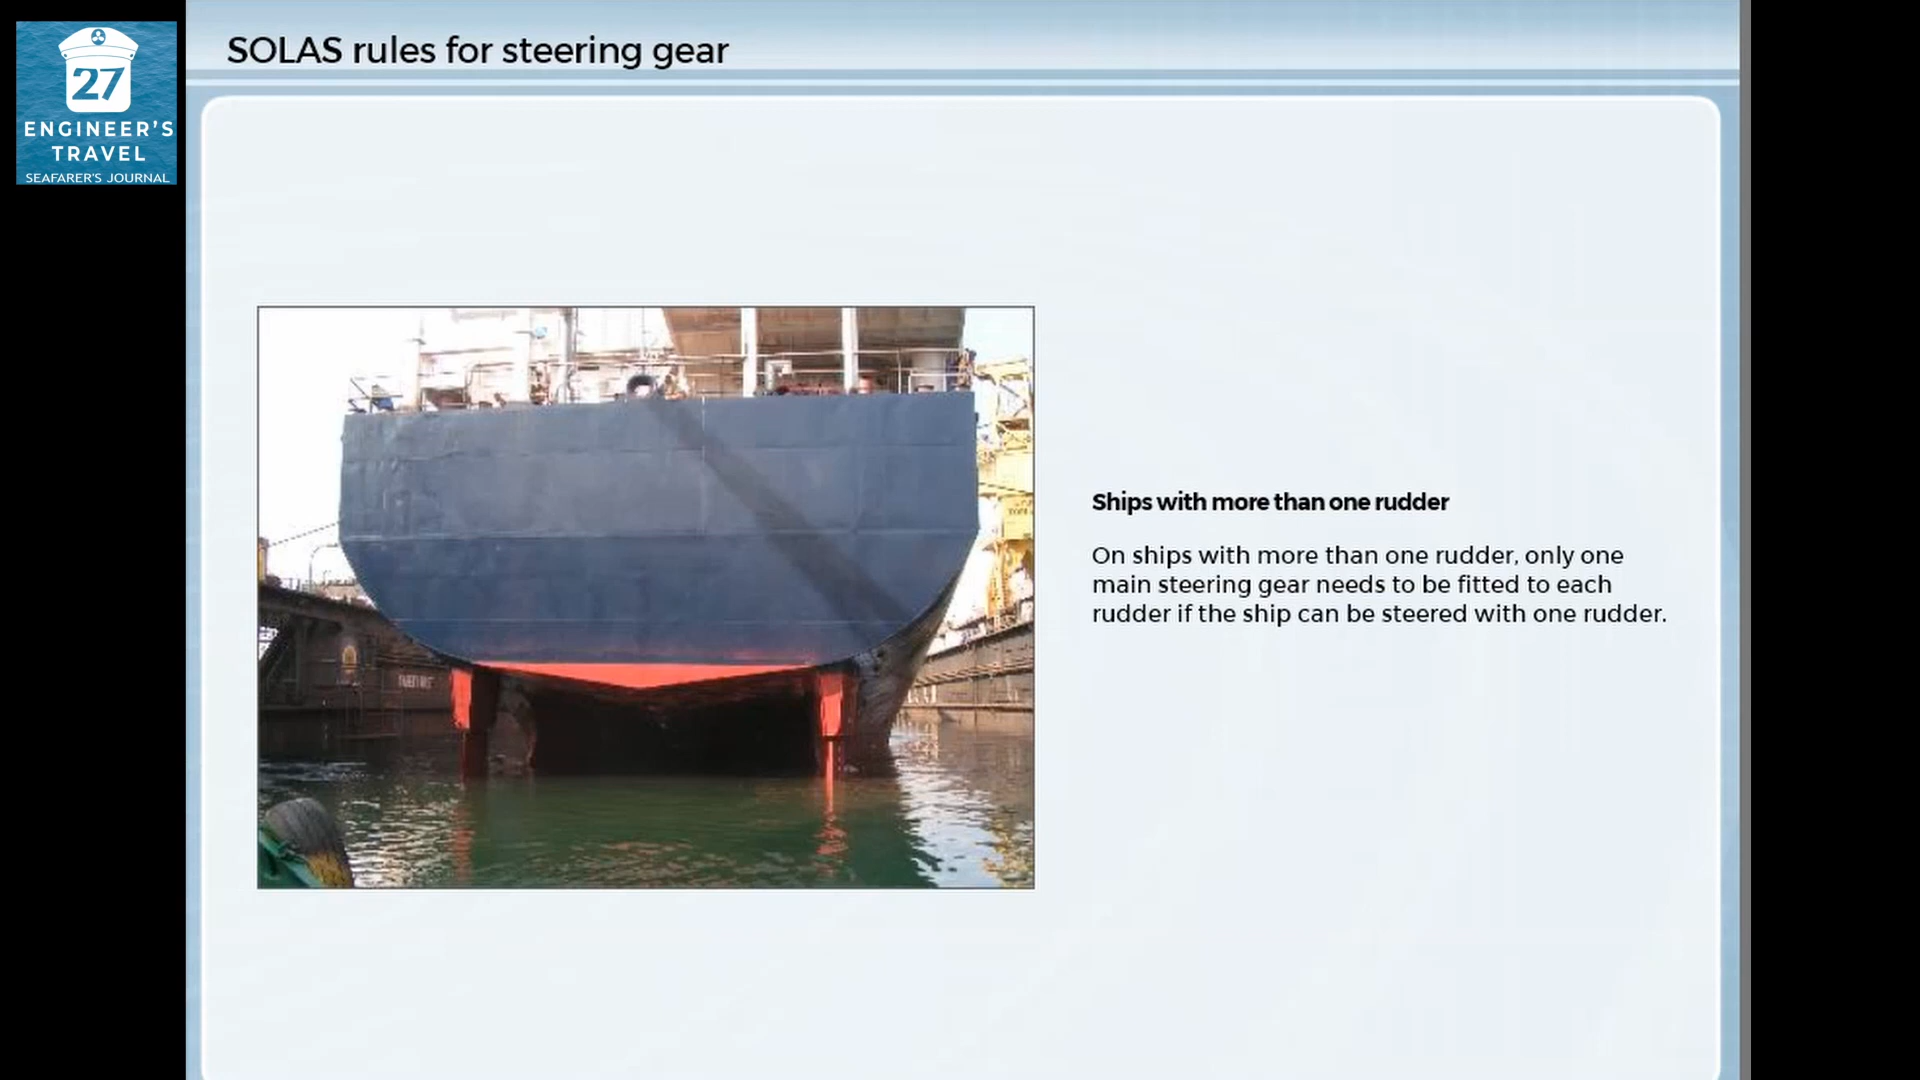 27
ENGINEER'S
TRAVEL
SEAFARER'S JOURNAL
SOLAS rules for steering gear
Ships with more than one rudder
On ships with more than one rudder, only one
main steering gear needs to be fitted to each
rudder if the ship can be steered with one rudder.